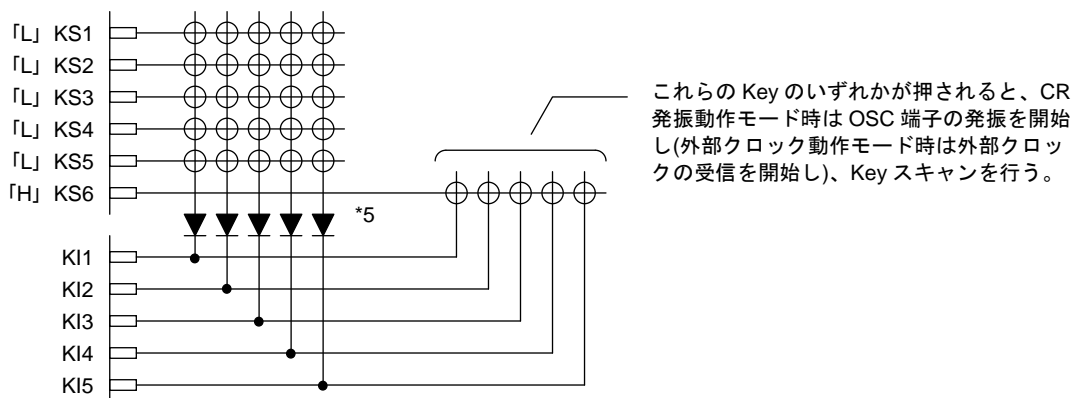 「L」 KS1
「L」 KS2
「L」 KS3
「L」 KS4
「L」 KS5
「H」 KS6
*5
KI1
KI2
KI3
KI4
KI5
これらの Key のいずれかが押されると、CR
発振動作モード時は OSC 端子の発振を開始
し(外部クロック動作モード時は外部クロッ
クの受信を開始し)、Key スキャンを行う。